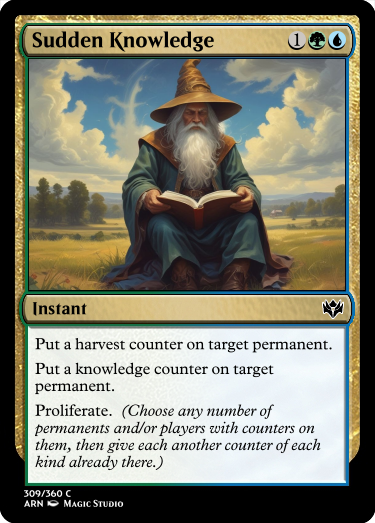 Sudden Knowledge 1
Instant
Put a harvest counter on target permanent.
Put a knowledge counter on target
permanent.
Proliferate. (Choose any number of
permanents and/or players with counters on
them, then give each another counter of each
kind already there.)
309/360 C
ARN Magic Studio